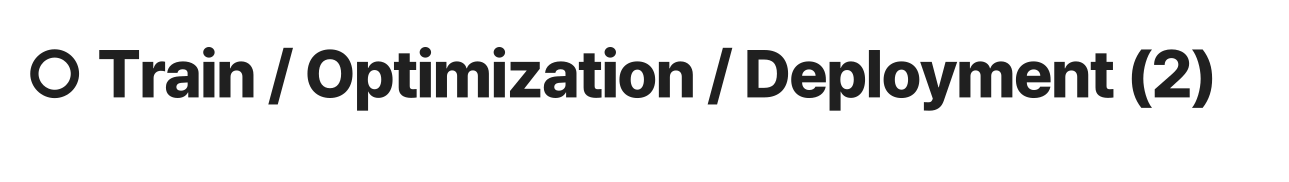 ○ Train / Optimization / Deployment (2)